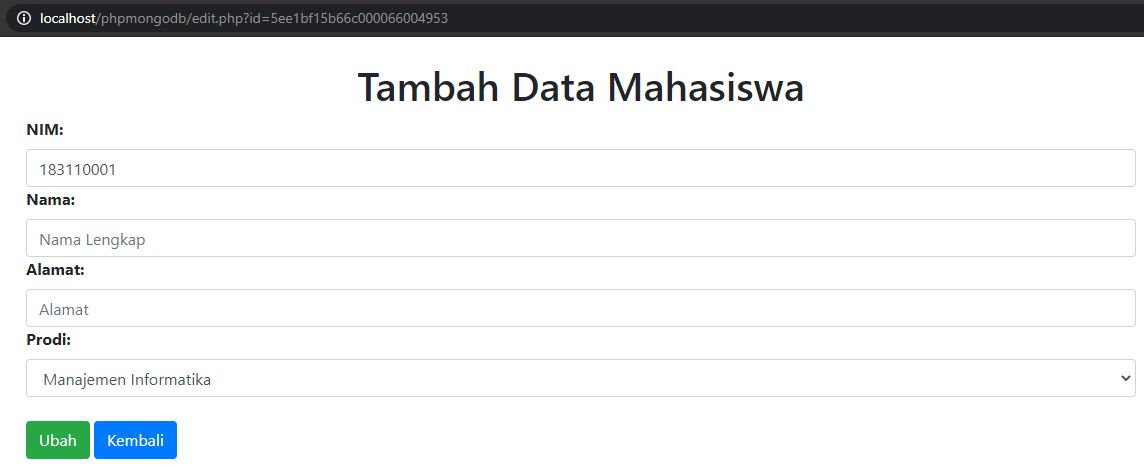 localhost/phpmongodb/edit.php?id=5ee1bf15b66c000066004953
Tambah Data Mahasiswa
NIM:
183110001
Nama:
Nama Lengkap
Alamat:
Alamat
Prodi:
Manajemen Informatika
Ubah Kembali